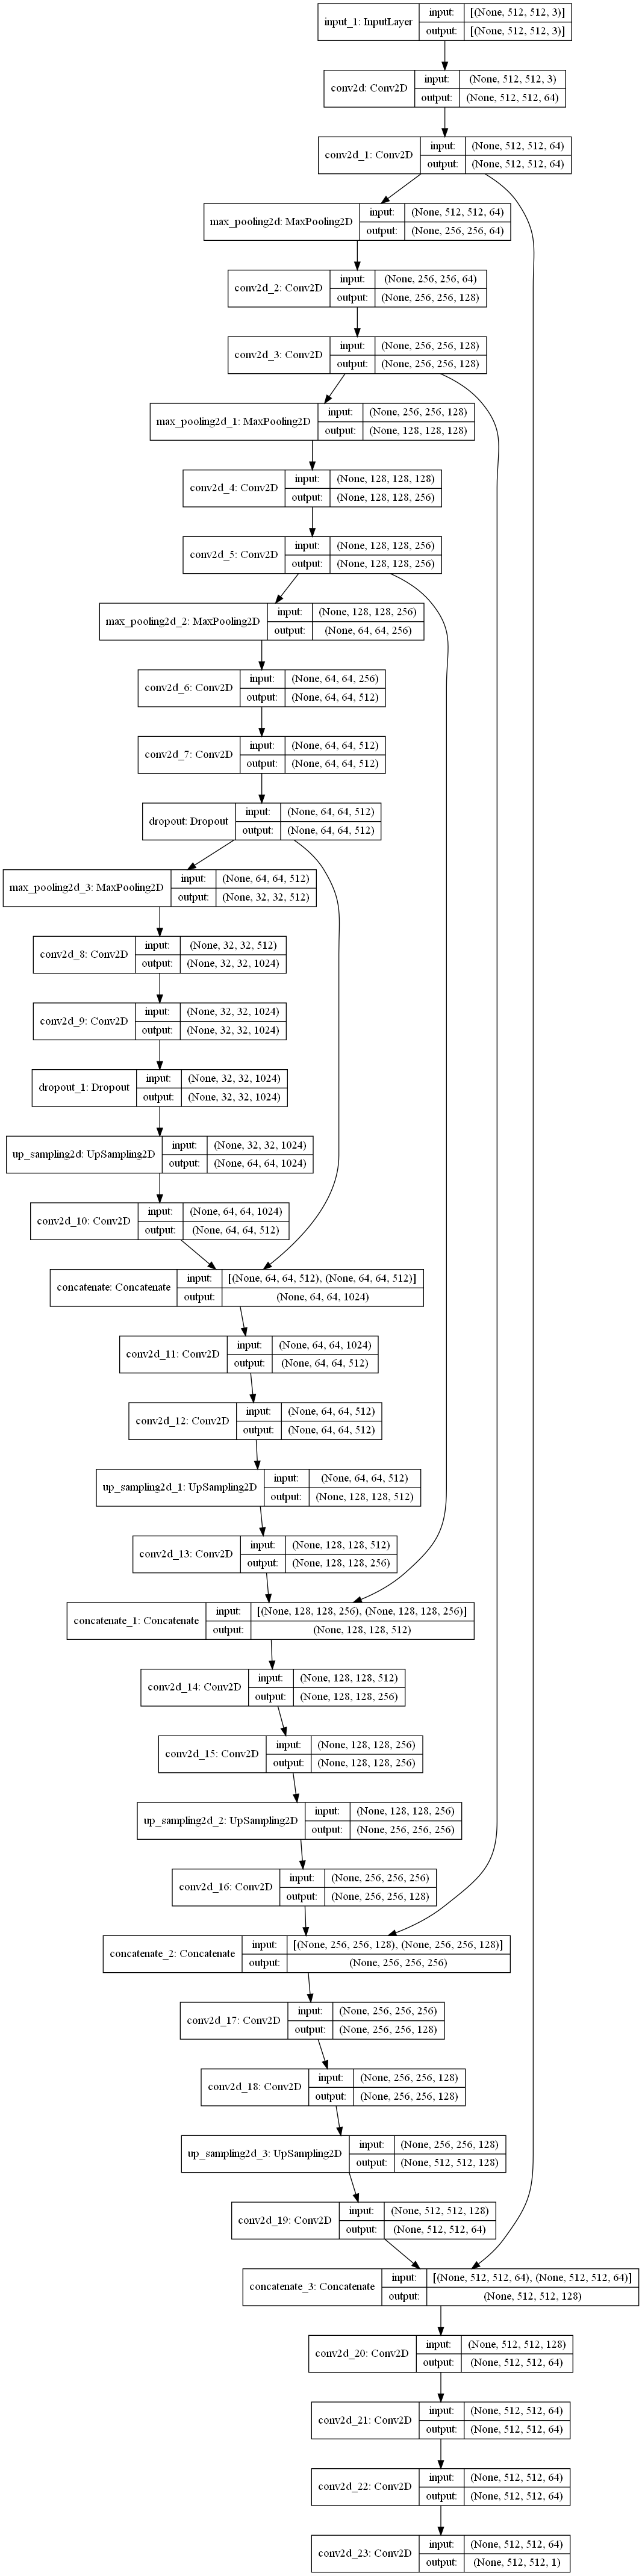 input_1: InputLayer
input: [(None, 512, 512, 3)]
output: [(None, 512, 512, 3)]
conv2d: Conv2D
input: (None, 512, 512, 3)
output: (None, 512, 512, 64)
conv2d_1: Conv2D
input: (None, 512, 512, 64)
output: (None, 512, 512, 64)
max_pooling2d: MaxPooling2D
input: (None, 512, 512, 64)
output: (None, 256, 256, 64)
conv2d_2: Conv2D
input: (None, 256, 256, 64)
output: (None, 256, 256, 128)
conv2d_3: Conv2D
input: (None, 256, 256, 128)
output: (None, 256, 256, 128)
max_pooling2d_1: MaxPooling2D
input: (None, 256, 256, 128)
output: (None, 128, 128, 128)
conv2d_4: Conv2D
input: (None, 128, 128, 128)
output: (None, 128, 128, 256)
conv2d_5: Conv2D
input: (None, 128, 128, 256)
output: (None, 128, 128, 256)
max_pooling2d_2: MaxPooling2D
input: (None, 128, 128, 256)
output: (None, 64, 64, 256)
conv2d_6: Conv2D
input: (None, 64, 64, 256)
output: (None, 64, 64, 512)
conv2d_7: Conv2D
input: (None, 64, 64, 512)
output: (None, 64, 64, 512)
dropout: Dropout
input: (None, 64, 64, 512)
output: (None, 64, 64, 512)
max_pooling2d_3: MaxPooling2D
input: (None, 64, 64, 512)
output: (None, 32, 32, 512)
conv2d_8: Conv2D
input: (None, 32, 32, 512)
output: (None, 32, 32, 1024)
conv2d_9: Conv2D
input: (None, 32, 32, 1024)
output: (None, 32, 32, 1024)
dropout_1: Dropout
input: (None, 32, 32, 1024)
output: (None, 32, 32, 1024)
up_sampling2d: UpSampling2D
input: (None, 32, 32, 1024)
output: (None, 64, 64, 1024)
conv2d_10: Conv2D
input: (None, 64, 64, 1024)
output: (None, 64, 64, 512)
concatenate: Concatenate
input: [(None, 64, 64, 512), (None, 64, 64, 512)]
output: (None, 64, 64, 1024)
conv2d_11: Conv2D
input: (None, 64, 64, 1024)
output: (None, 64, 64, 512)
conv2d_12: Conv2D
input: (None, 64, 64, 512)
output: (None, 64, 64, 512)
up_sampling2d_1: UpSampling2D
input: (None, 64, 64, 512)
output: (None, 128, 128, 512)
conv2d_13: Conv2D
input: (None, 128, 128, 512)
output: (None, 128, 128, 256)
concatenate_1: Concatenate
input: [(None, 128, 128, 256), (None, 128, 128, 256)]
output: (None, 128, 128, 512)
conv2d_14: Conv2D
input: (None, 128, 128, 512)
output: (None, 128, 128, 256)
conv2d_15: Conv2D
input: (None, 128, 128, 256)
output: (None, 128, 128, 256)
up_sampling2d_2: UpSampling2D
input: (None, 128, 128, 256)
output: (None, 256, 256, 256)
conv2d_16: Conv2D
input: (None, 256, 256, 256)
output: (None, 256, 256, 128)
concatenate_2: Concatenate
input: [(None, 256, 256, 128), (None, 256, 256, 128)]
output: (None, 256, 256, 256)
conv2d_17: Conv2D
input: (None, 256, 256, 256)
output: (None, 256, 256, 128)
conv2d_18: Conv2D
input: (None, 256, 256, 128)
output: (None, 256, 256, 128)
up_sampling2d_3: UpSampling2D
input: (None, 256, 256, 128)
output: (None, 512, 512, 128)
conv2d_19: Conv2D
input: (None, 512, 512, 128)
output: (None, 512, 512, 64)
concatenate_3: Concatenate
input: [(None, 512, 512, 64), (None, 512, 512, 64)]
output: (None, 512, 512, 128)
conv2d_20: Conv2D
input: (None, 512, 512, 128)
output: (None, 512, 512, 64)
conv2d_21: Conv2D
input: (None, 512, 512, 64)
output: (None, 512, 512, 64)
conv2d_22: Conv2D
input: (None, 512, 512, 64)
output: (None, 512, 512, 64)
conv2d_23: Conv2D
input: (None, 512, 512, 64)
output: (None, 512, 512, 1)